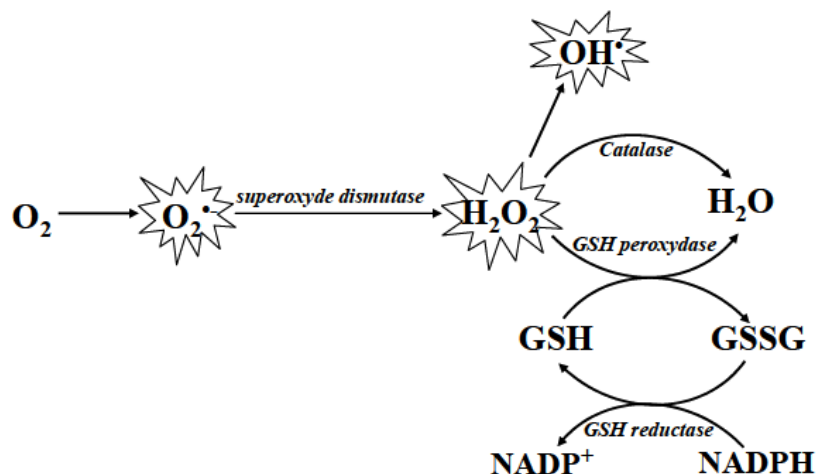 OH•
Catalase
superoxyde dismutase
O₂
O₂•-
H₂O₂
H₂O
GSH peroxydase
GSH
GSSG
GSH reductase
NADP⁺
NADPH